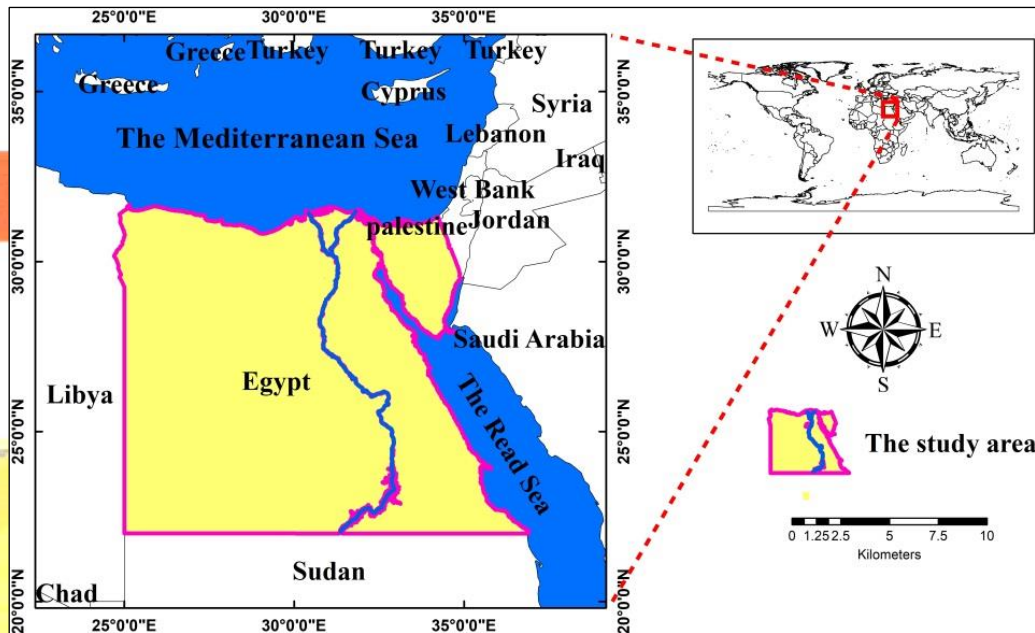 25°0'0"E 30°0'0"E 35°0'0"E
Greece Turkey Turkey Turkey
Greece Cyprus
Syria
The Mediterranean Sea Lebanon
Iraq
West Bank
palestine Jordan
Saudi Arabia
Libya Egypt
The Read Sea
Sudan
Chad
25°0'0"E 30°0'0"E 35°0'0"E
35°0'0"N
30°0'0"N
25°0'0"N
20°0'0"N
35°0'0"N
30°0'0"N
25°0'0"N
20°0'0"N
N
W E
S
The study area
0 1.25 2.5 5 7.5 10
Kilometers